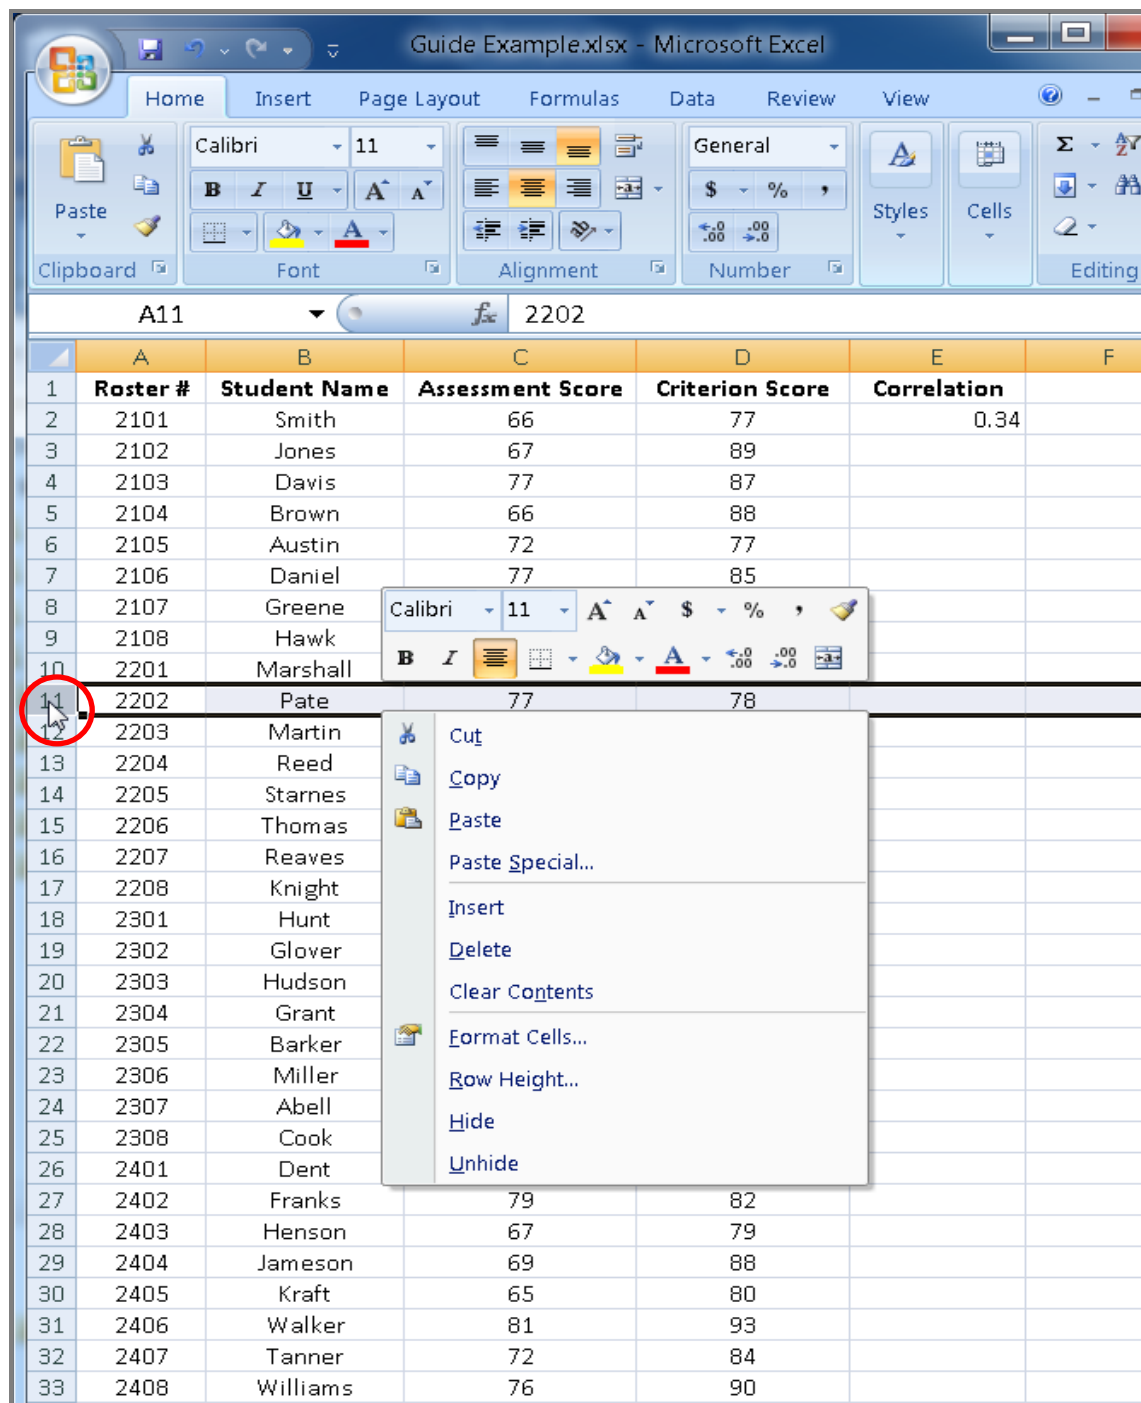 Guide Example.xlsx - Microsoft Excel
Home Insert Page Layout Formulas Data Review View
Calibri 11 General
B I U A A $ % ,
Paste Styles Cells
A .00 .00
Clipboard Font Alignment Number Editing
A11 fx 2202
A B C D E F
1 Roster # Student Name Assessment Score Criterion Score Correlation
2 2101 Smith 66 77 0.34
3 2102 Jones 67 89
4 2103 Davis 77 87
5 2104 Brown 66 88
6 2105 Austin 72 77
7 2106 Daniel 77 85
8 2107 Greene
9 2108 Hawk
10 2201 Marshall
Calibri 11 A A $ % ,
B I A .00 .00
11 2202 Pate 77 78
12 2203 Martin
13 2204 Reed
14 2205 Starnes
15 2206 Thomas
16 2207 Reaves
17 2208 Knight
18 2301 Hunt
19 2302 Glover
20 2303 Hudson
21 2304 Grant
22 2305 Barker
23 2306 Miller
24 2307 Abell
25 2308 Cook
26 2401 Dent
Cut
Copy
Paste
Paste Special...
Insert
Delete
Clear Contents
Format Cells...
Row Height...
Hide
Unhide
27 2402 Franks 79 82
28 2403 Henson 67 79
29 2404 Jameson 69 88
30 2405 Kraft 65 80
31 2406 Walker 81 93
32 2407 Tanner 72 84
33 2408 Williams 76 90